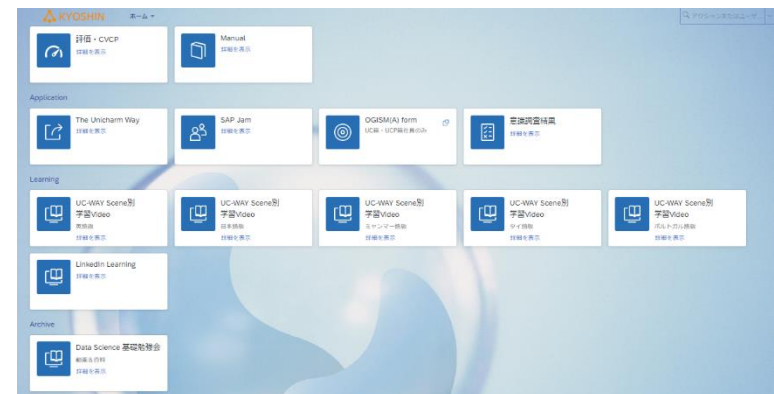 KYOSHIN
ホーム
評価・CVCP
詳細を表示
Manual
詳細を表示
Application
The Unicharm Way
詳細を表示
SAP Jam
詳細を表示
OGISM(A) form
UC籍・UCP籍社員のみ
意識調査結果
詳細を表示
Learning
UC-WAY Scene別
学習Video
英語版
詳細を表示
UC-WAY Scene別
学習Video
日本語版
詳細を表示
UC-WAY Scene別
学習Video
ミャンマー語版
詳細を表示
UC-WAY Scene別
学習Video
タイ語版
詳細を表示
UC-WAY Scene別
学習Video
ポルトガル語版
詳細を表示
LinkedIn Learning
詳細を表示
Archive
Data Science 基礎勉強会
動画＆資料
詳細を表示